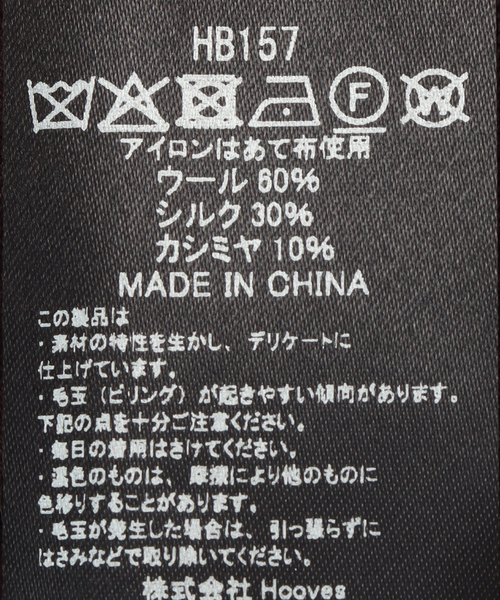 HB157
F W
アイロンはあて布使用
ウール 60%
シルク 30%
カシミヤ 10%
MADE IN CHINA
この製品は
・素材の特性を生かし、デリケートに
仕上げています。
・毛玉（ピリング）が起きやすい傾向があります。
下記の点を十分ご注意ください。
・毎日の着用はさけてください。
・濃色のものは、摩擦により他のものに
色移りすることがあります。
・毛玉が発生した場合は、引っ張らずに
はさみなどで取り除いてください。
株式会社 Hooves